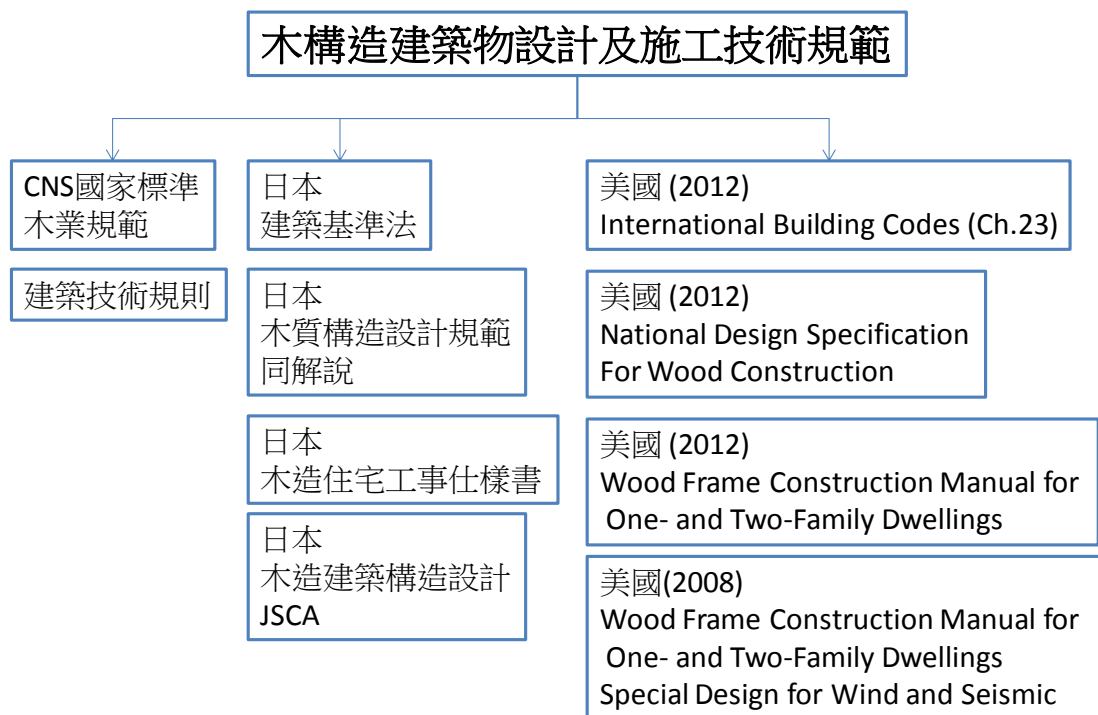 木構造建築物設計及施工技術規範
CNS國家標準
木業規範
建築技術規則
日本
建築基準法
日本
木質構造設計規範
同解說
日本
木造住宅工事仕樣書
日本
木造建築構造設計
JSCA
美國 (2012)
International Building Codes (Ch.23)
美國 (2012)
National Design Specification
For Wood Construction
美國 (2012)
Wood Frame Construction Manual for
One- and Two-Family Dwellings
美國(2008)
Wood Frame Construction Manual for
One- and Two-Family Dwellings
Special Design for Wind and Seismic